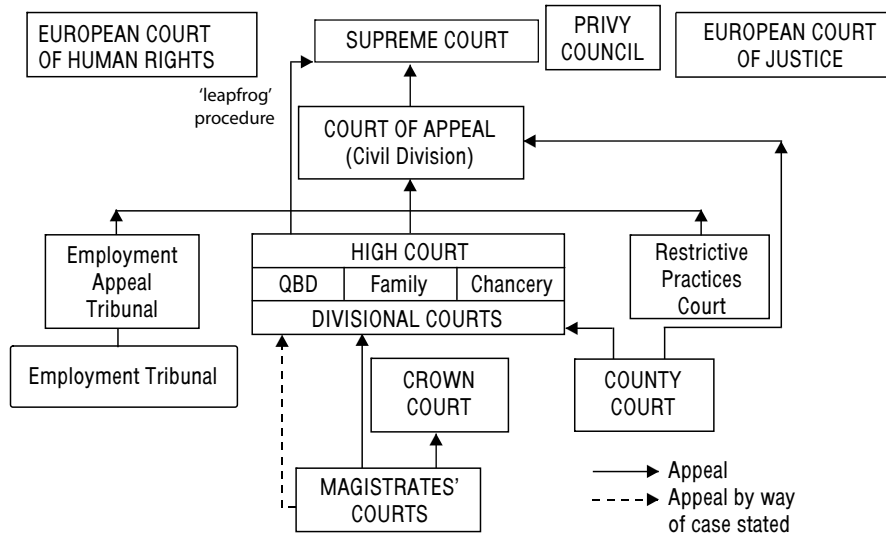 EUROPEAN COURT
OF HUMAN RIGHTS
SUPREME COURT
PRIVY
COUNCIL
EUROPEAN COURT
OF JUSTICE
‘leapfrog’
procedure
COURT OF APPEAL
(Civil Division)
Employment
Appeal
Tribunal
HIGH COURT
QBD
Family
Chancery
DIVISIONAL COURTS
Restrictive
Practices
Court
Employment Tribunal
CROWN
COURT
COUNTY
COURT
MAGISTRATES’
COURTS
Appeal
Appeal by way
of case stated